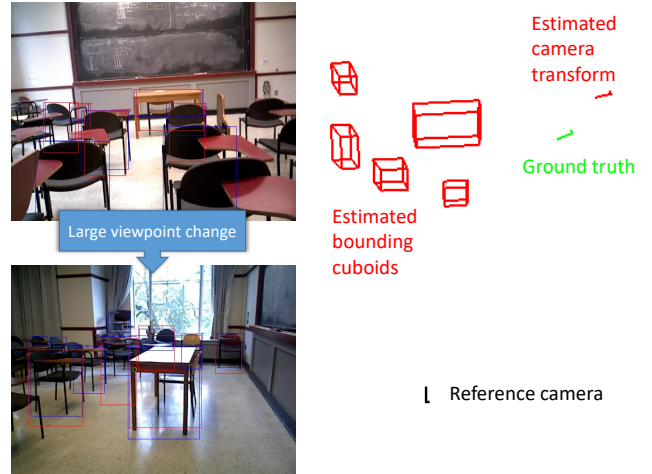 Estimated
camera
transform
Ground truth
Large viewpoint change
Estimated
bounding
cuboids
Reference camera